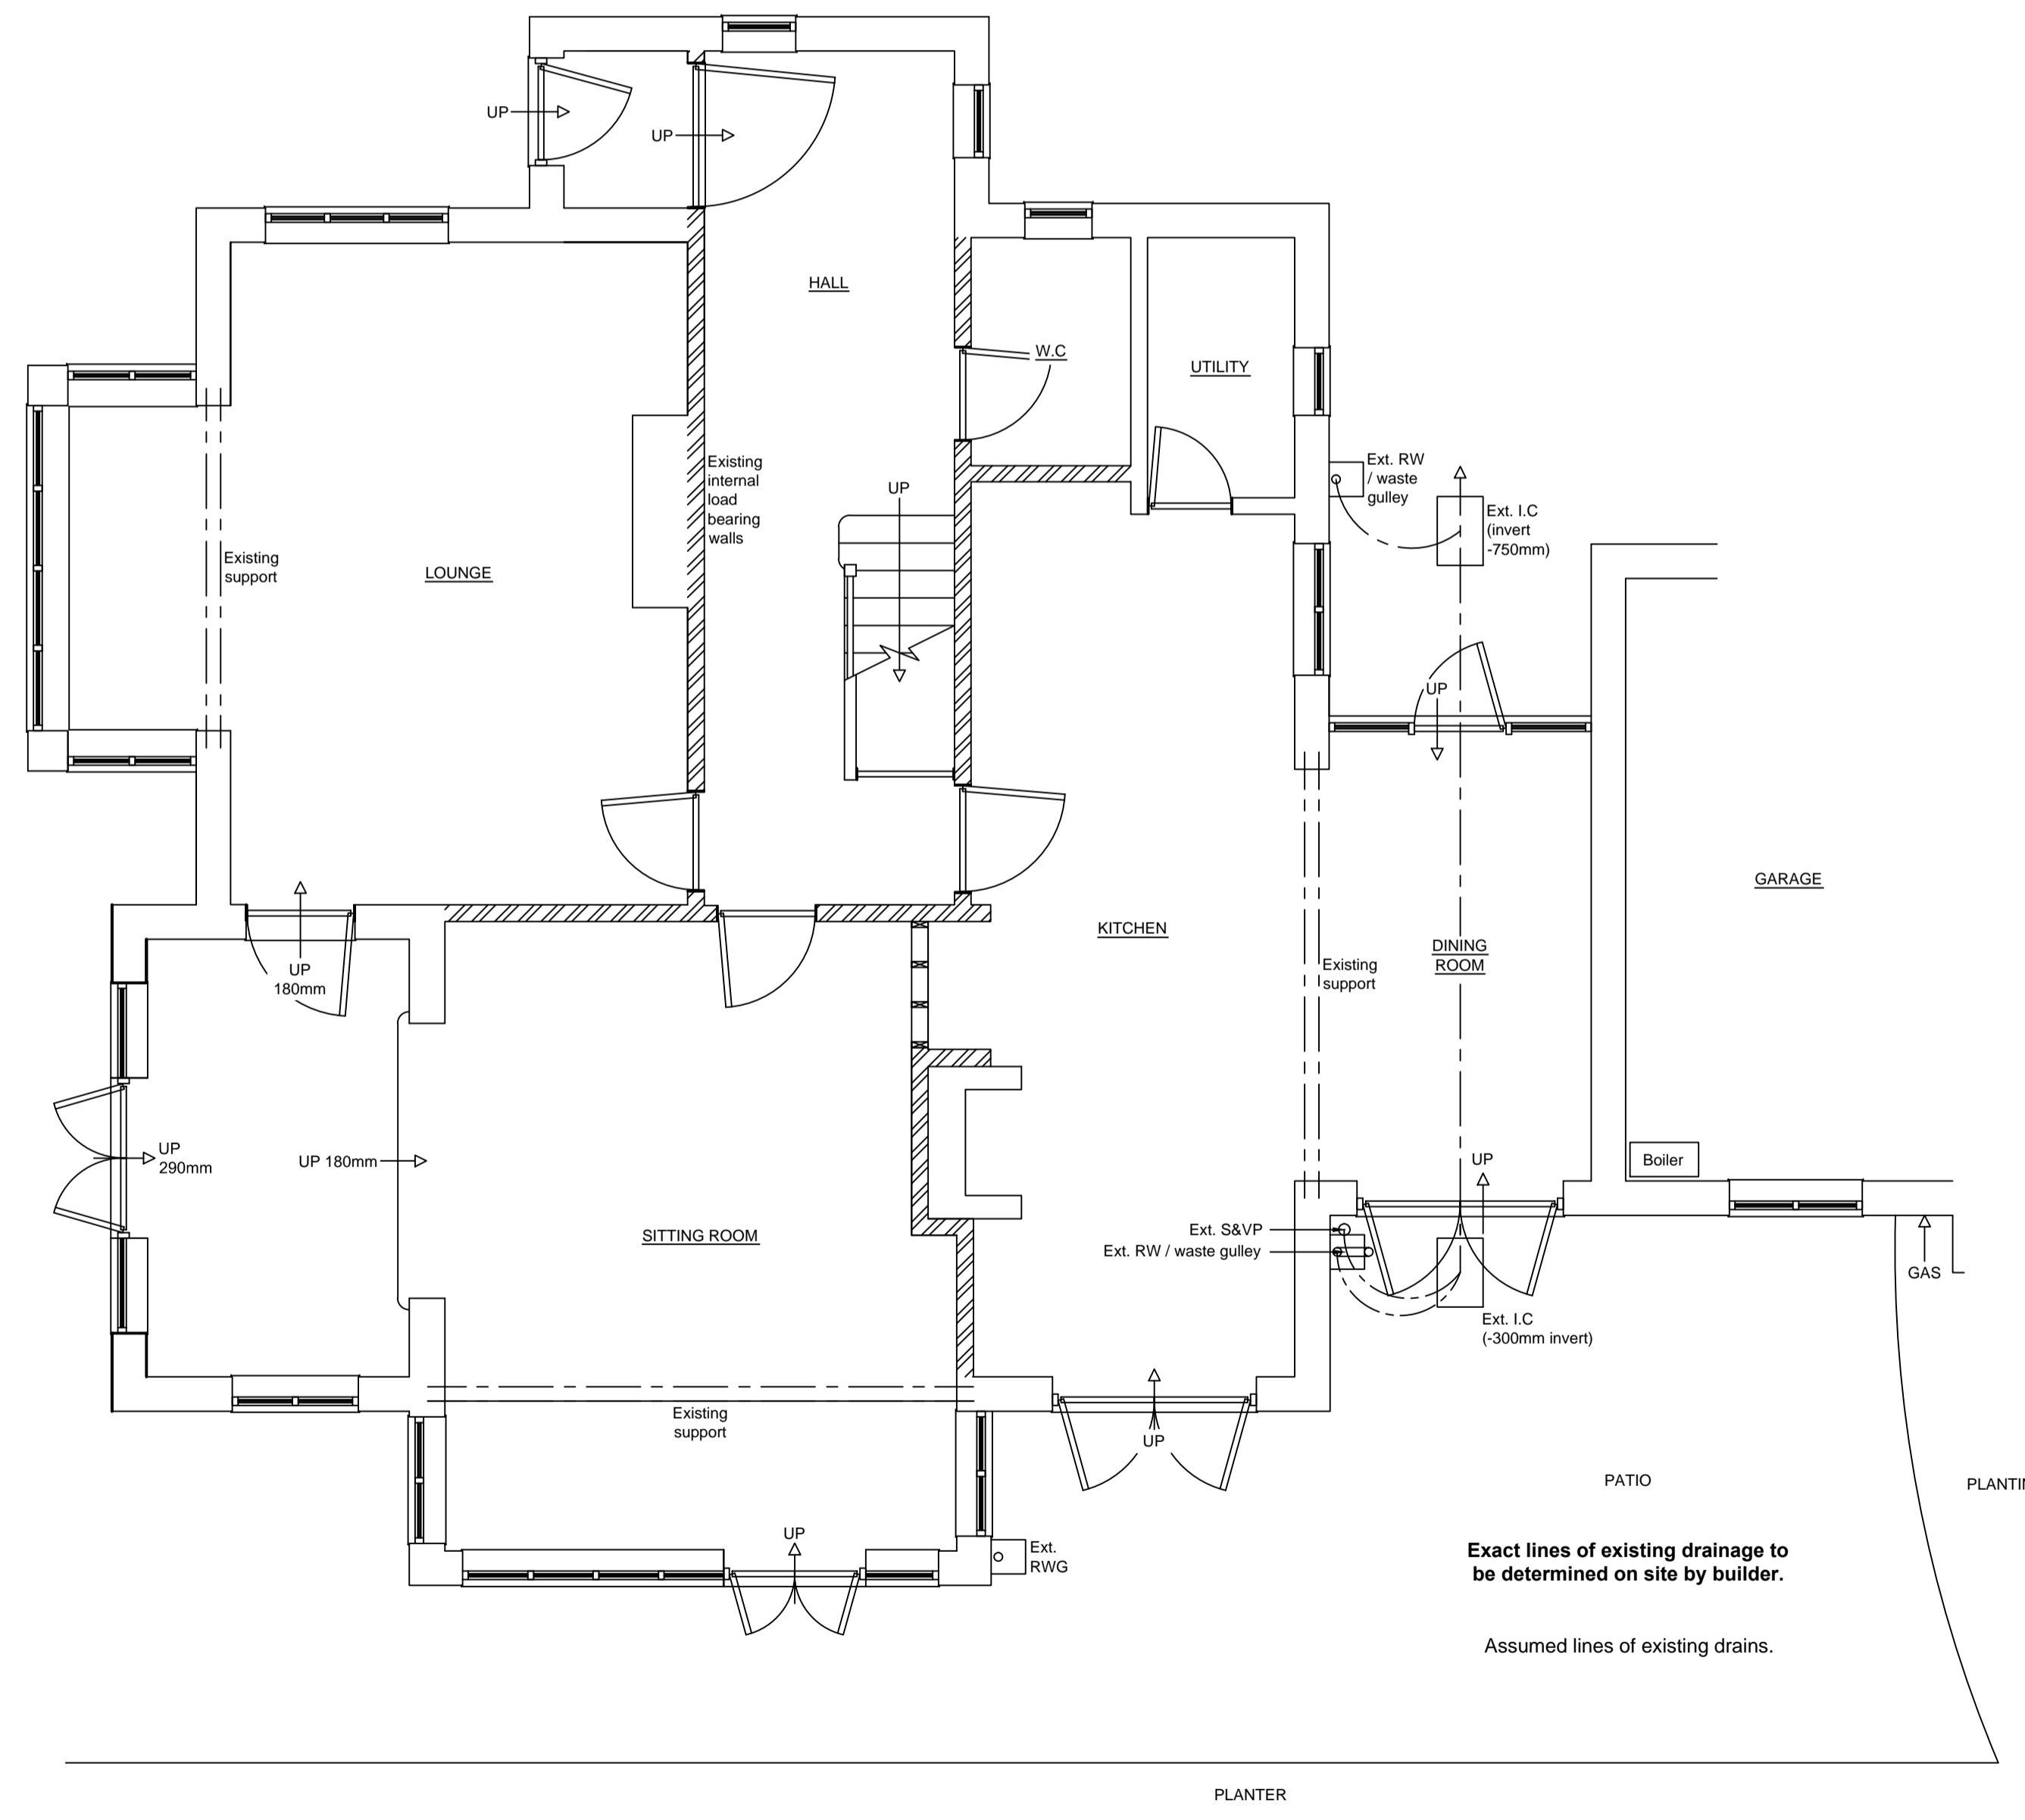 UP
UP
HALL
W.C
UTILITY
Existing
internal
load
bearing
walls
UP
Ext. RW
/ waste
gulley
Ext. I.C
(invert
-750mm)
Existing
support
LOUNGE
UP
GARAGE
KITCHEN
DINING
ROOM
Existing
support
UP
180mm
UP
290mm
UP 180mm
SITTING ROOM
Boiler
UP
Ext. S&VP
Ext. RW / waste gulley
GAS
Ext. I.C
(-300mm invert)
Existing
support
UP
PATIO
PLANTI
UP
Ext.
RWG
Exact lines of existing drainage to
be determined on site by builder.
Assumed lines of existing drains.
PLANTER